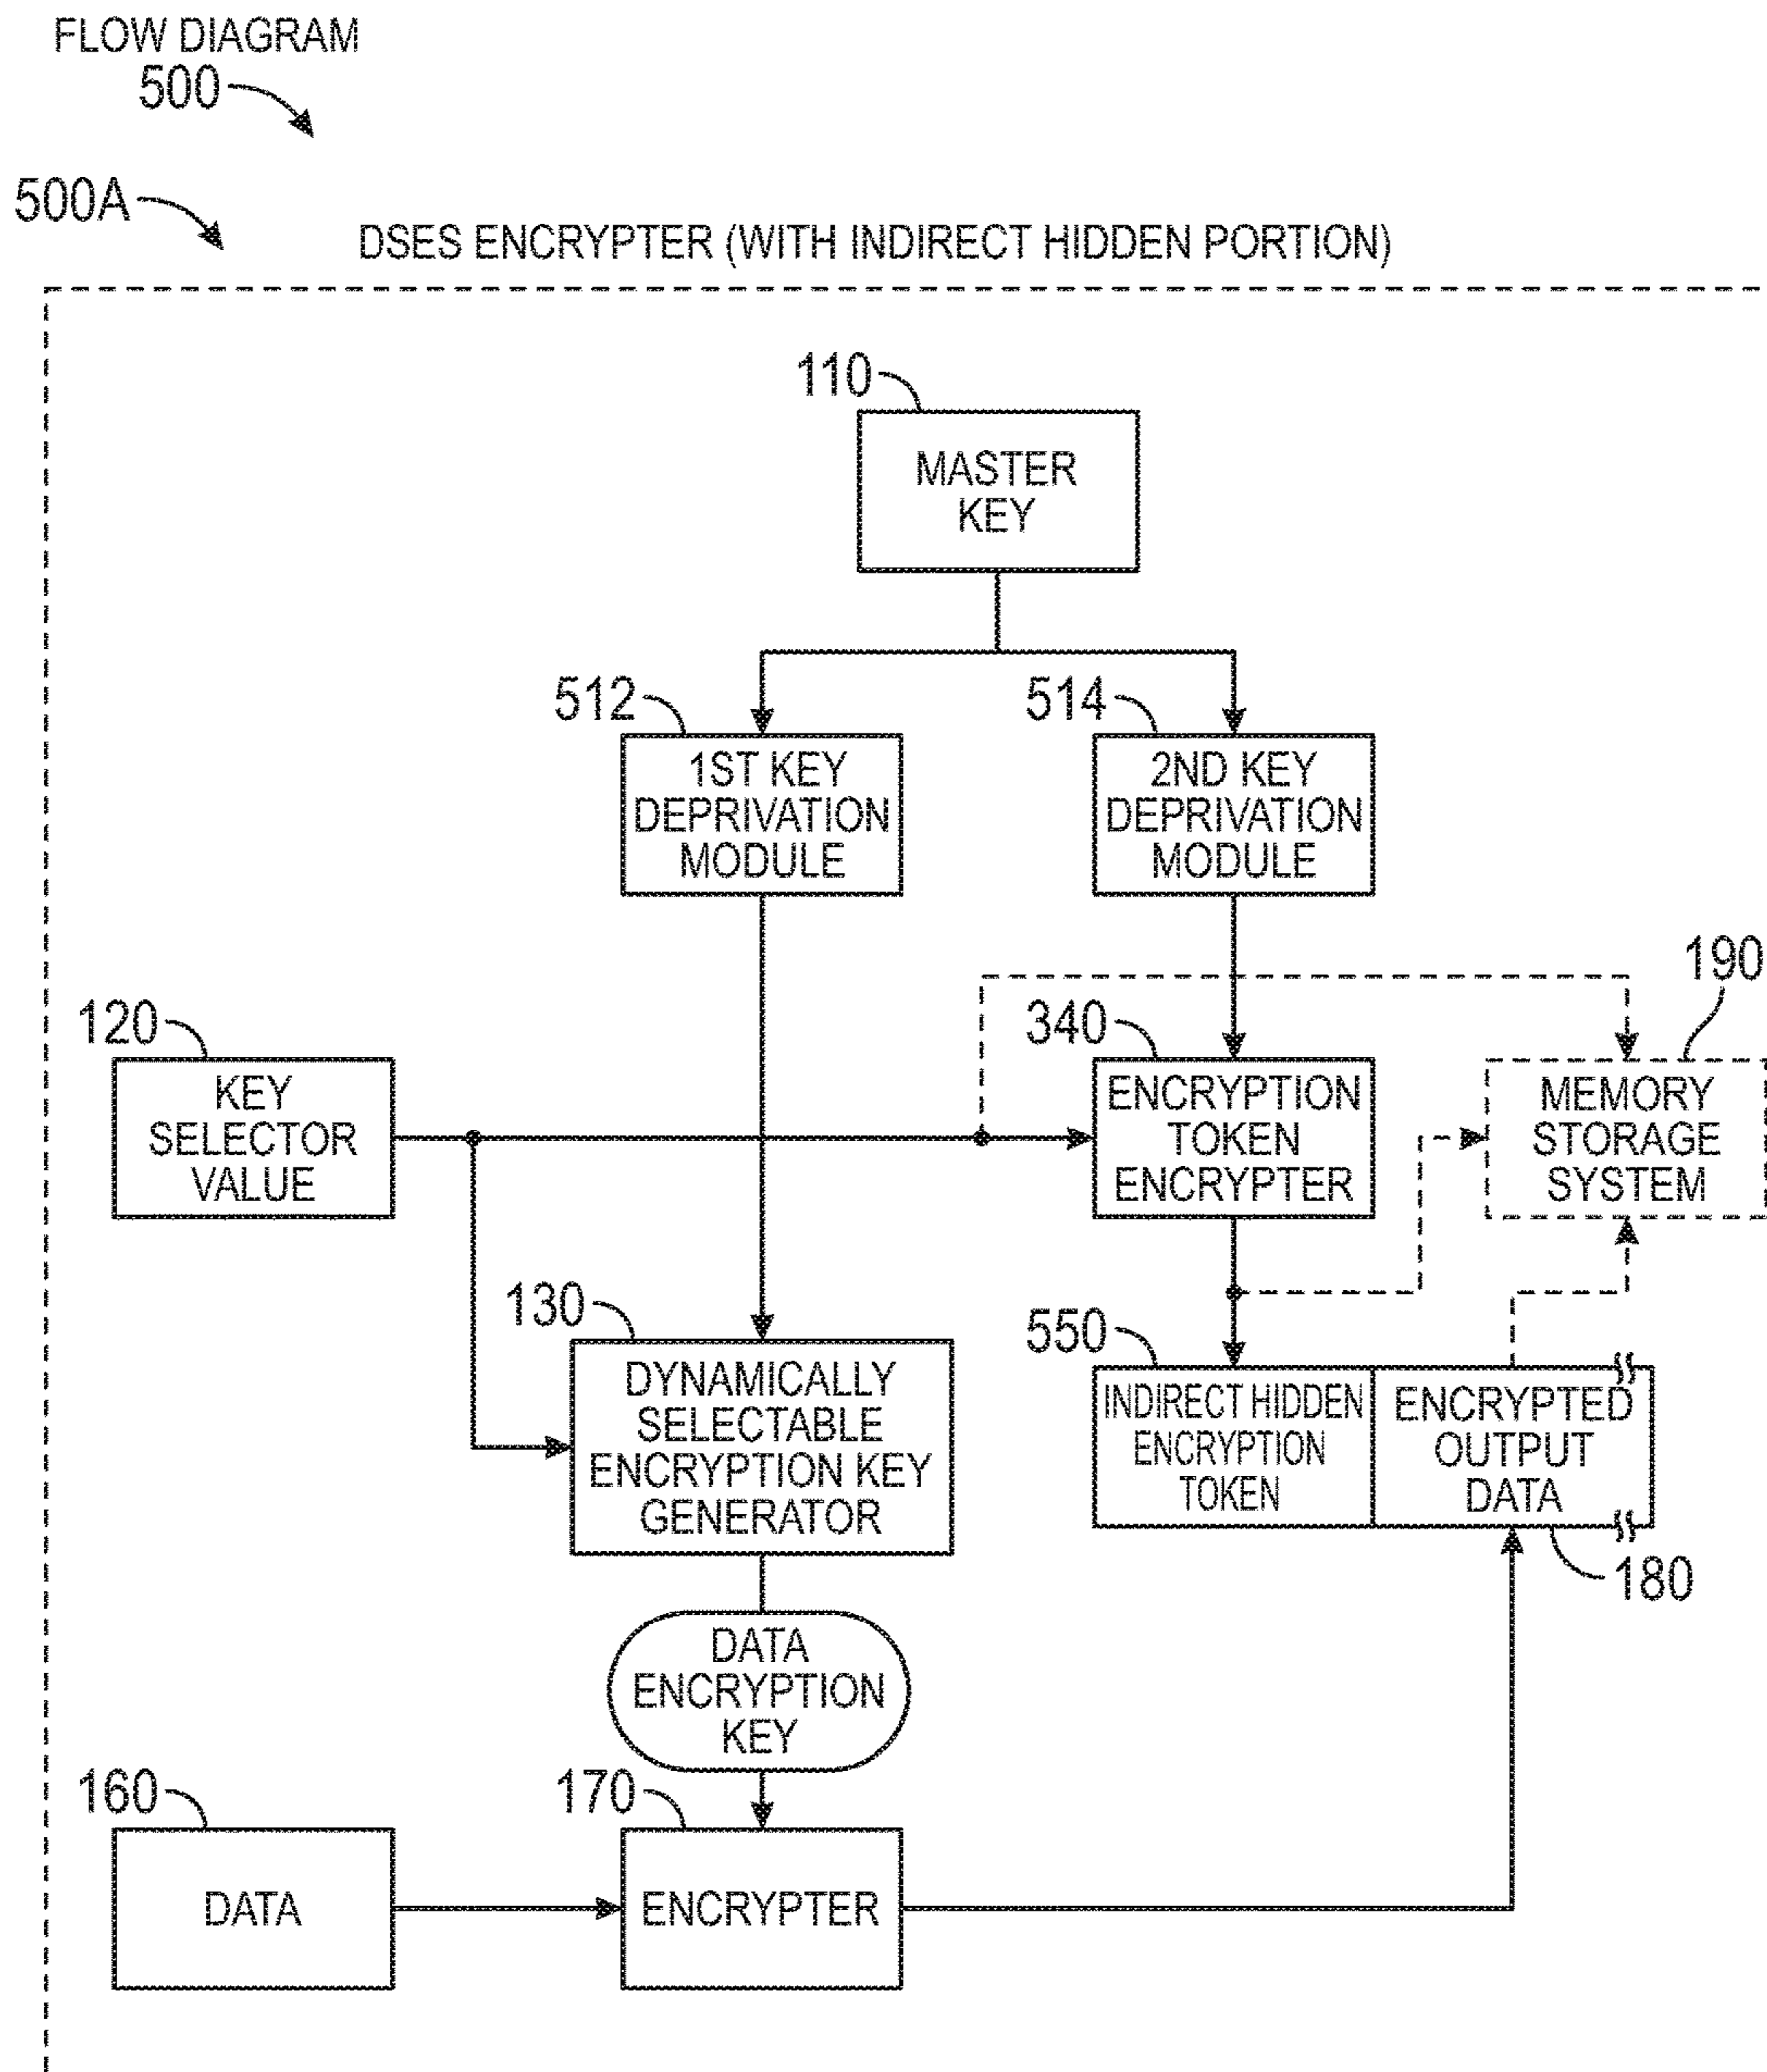 FLOW DIAGRAM
500
500A
DSES ENCRYPTER (WITH INDIRECT HIDDEN PORTION)
110
MASTER
KEY
512
1ST KEY
DEPRIVATION
MODULE
514
2ND KEY
DEPRIVATION
MODULE
120
KEY
SELECTOR
VALUE
340
ENCRYPTION
TOKEN
ENCRYPTER
190
MEMORY
STORAGE
SYSTEM
130
DYNAMICALLY
SELECTABLE
ENCRYPTION KEY
GENERATOR
550
INDIRECT HIDDEN
ENCRYPTION
TOKEN
ENCRYPTED
OUTPUT
DATA
180
DATA
ENCRYPTION
KEY
160
DATA
170
ENCRYPTER